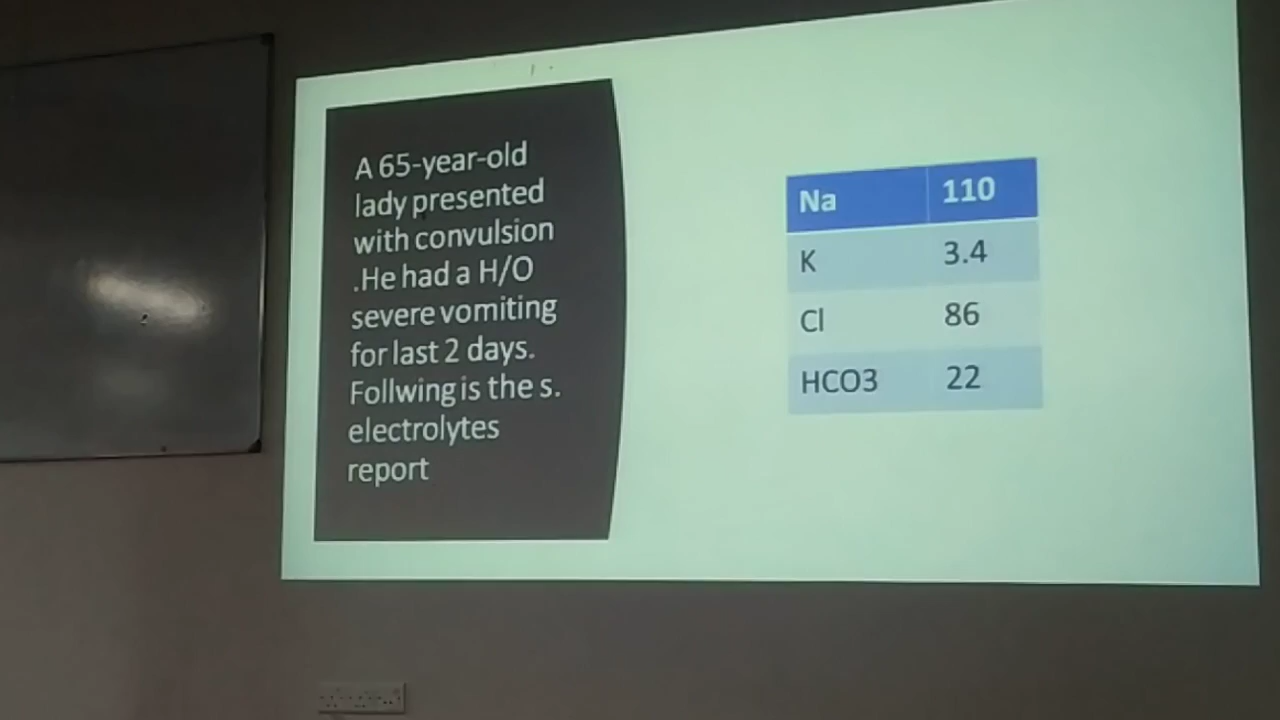 A 65-year-old
lady presented
with convulsion
.He had a H/O
severe vomiting
for last 2 days.
Follwing is the s.
electrolytes
report
Na 110
K 3.4
Cl 86
HCO3 22